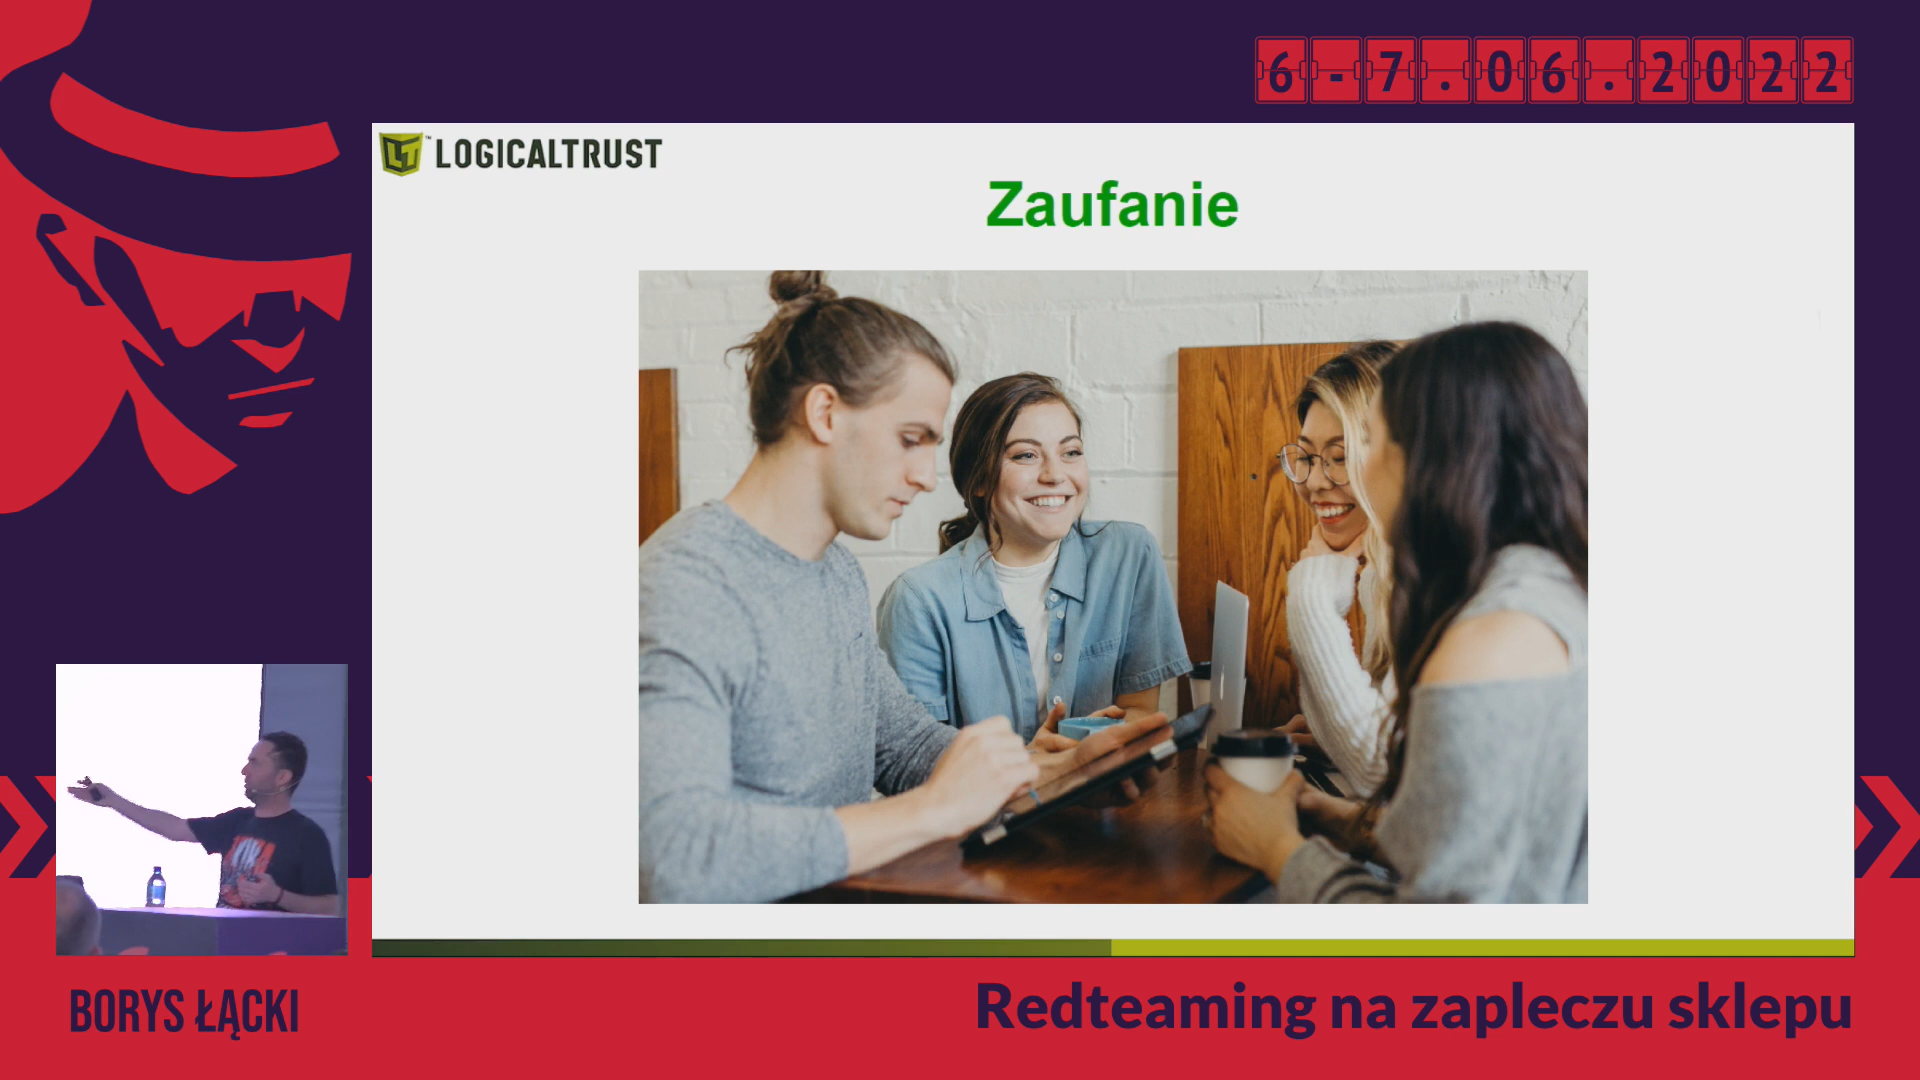 6-7.06.2022
LOGICALTRUST
Zaufanie
BORYS ŁĄCKI
Redteaming na zapleczu sklepu